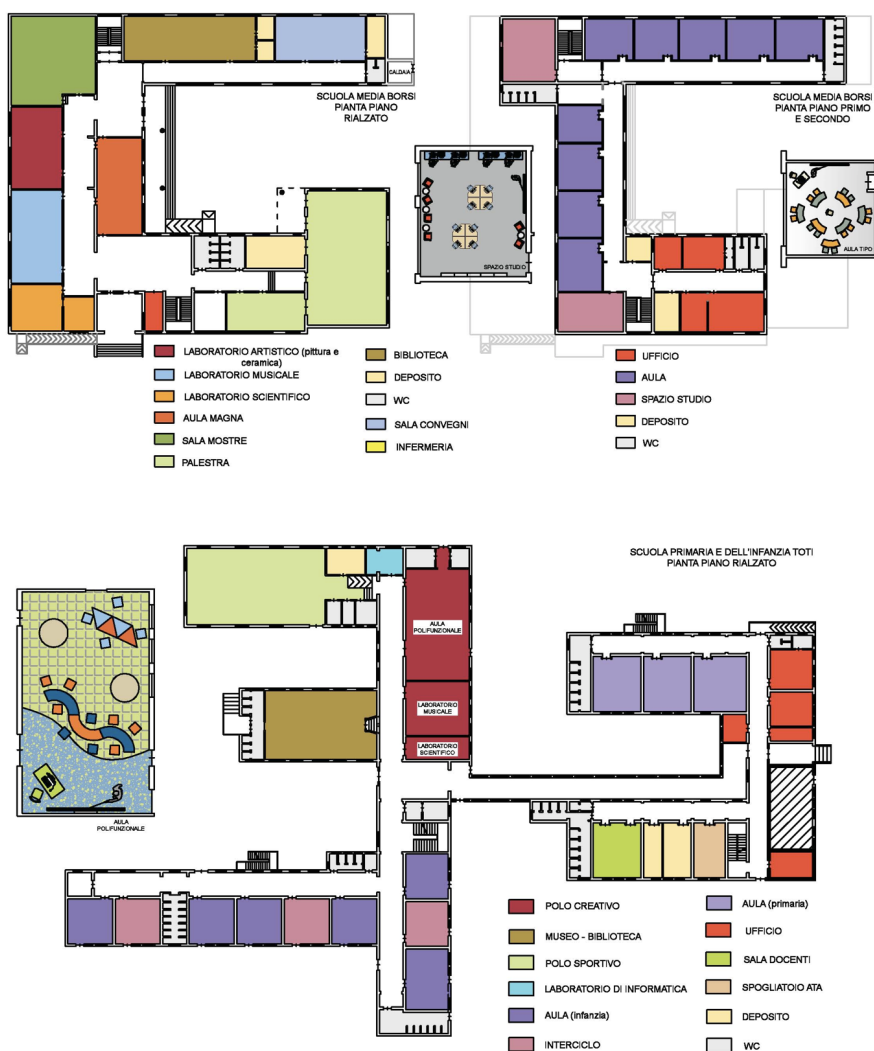 CALDAIA
SCUOLA MEDIA BORSI
PIANTA PIANO
RIALZATO
SCUOLA MEDIA BORSI
PIANTA PIANO PRIMO
E SECONDO
SPAZIO STUDIO
AULA TIPO
LABORATORIO ARTISTICO (pittura e
ceramica)
LABORATORIO MUSICALE
LABORATORIO SCIENTIFICO
AULA MAGNA
SALA MOSTRE
PALESTRA
BIBLIOTECA
DEPOSITO
WC
SALA CONVEGNI
INFERMERIA
UFFICIO
AULA
SPAZIO STUDIO
DEPOSITO
WC
SCUOLA PRIMARIA E DELL'INFANZIA TOTI
PIANTA PIANO RIALZATO
AULA
POLIFUNZIONALE
LABORATORIO
MUSICALE
LABORATORIO
SCIENTIFICO
AULA
POLIFUNZIONALE
POLO CREATIVO
MUSEO - BIBLIOTECA
POLO SPORTIVO
LABORATORIO DI INFORMATICA
AULA (infanzia)
INTERCICLO
AULA (primaria)
UFFICIO
SALA DOCENTI
SPOGLIATOIO ATA
DEPOSITO
WC